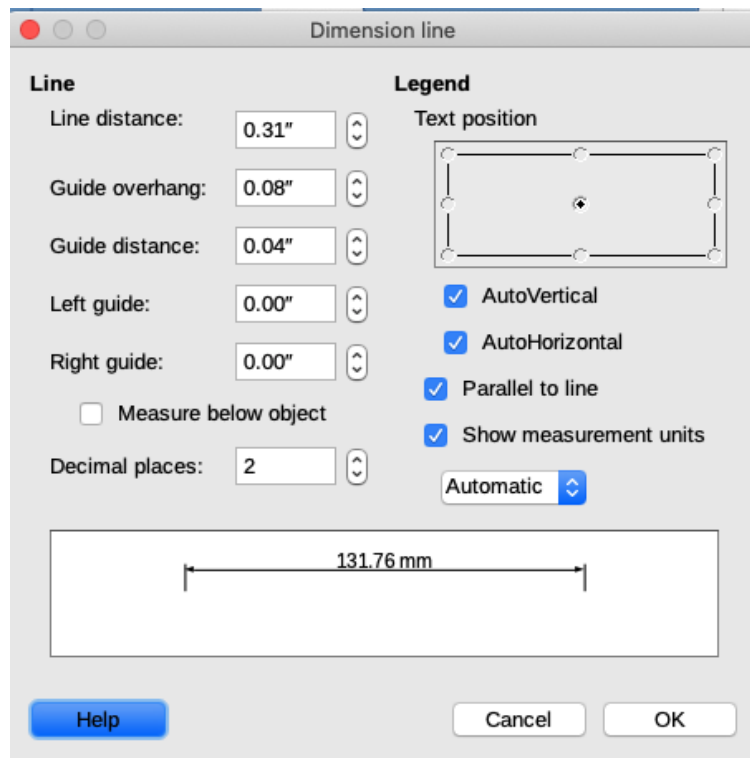 Dimension line
Line
Line distance: 0.31"
Guide overhang: 0.08"
Guide distance: 0.04"
Left guide: 0.00"
Right guide: 0.00"
Measure below object
Decimal places: 2
Legend
Text position
AutoVertical
AutoHorizontal
Parallel to line
Show measurement units
Automatic
131.76 mm
Help Cancel OK